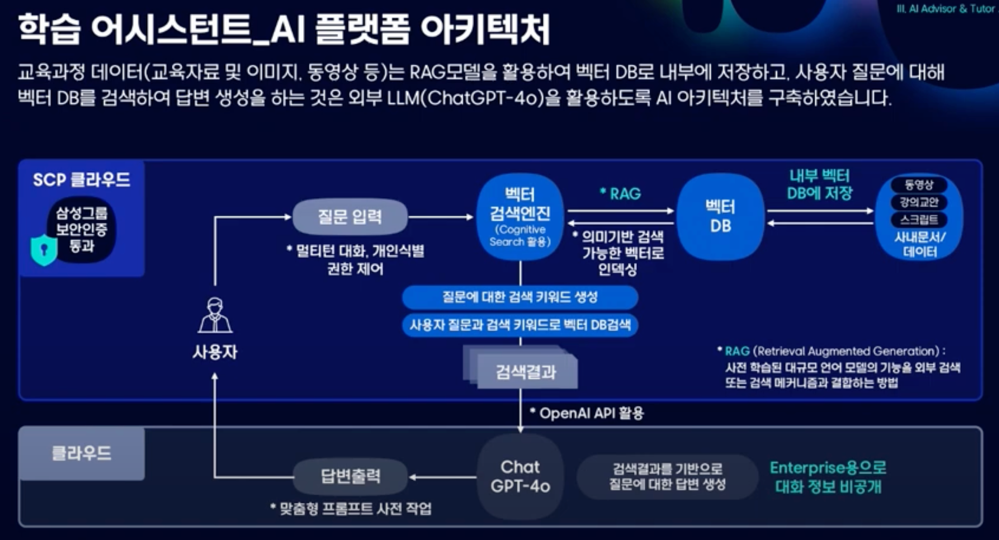 III. AI Advisor & Tutor
학습 어시스턴트_AI 플랫폼 아키텍처
교육과정 데이터(교육자료 및 이미지, 동영상 등)는 RAG모델을 활용하여 벡터 DB로 내부에 저장하고, 사용자 질문에 대해
벡터 DB를 검색하여 답변 생성을 하는 것은 외부 LLM(ChatGPT-4o)을 활용하도록 AI 아키텍처를 구축하였습니다.
SCP 클라우드
삼성그룹
보안인증
통과
질문 입력
* 멀티턴 대화, 개인식별
권한 제어
벡터
검색엔진
(Cognitive
Search 활용)
* RAG
* 의미기반 검색
가능한 벡터로
인덱싱
벡터
DB
내부 벡터
DB에 저장
동영상
강의교안
스크립트
사내문서/
데이터
질문에 대한 검색 키워드 생성
사용자 질문과 검색 키워드로 벡터 DB검색
사용자
검색결과
* RAG (Retrieval Augmented Generation) :
사전 학습된 대규모 언어 모델의 기능을 외부 검색
또는 검색 메커니즘과 결합하는 방법
* OpenAI API 활용
클라우드
답변출력
* 맞춤형 프롬프트 사전 작업
Chat
GPT-4o
검색결과를 기반으로
질문에 대한 답변 생성
Enterprise용으로
대화 정보 비공개